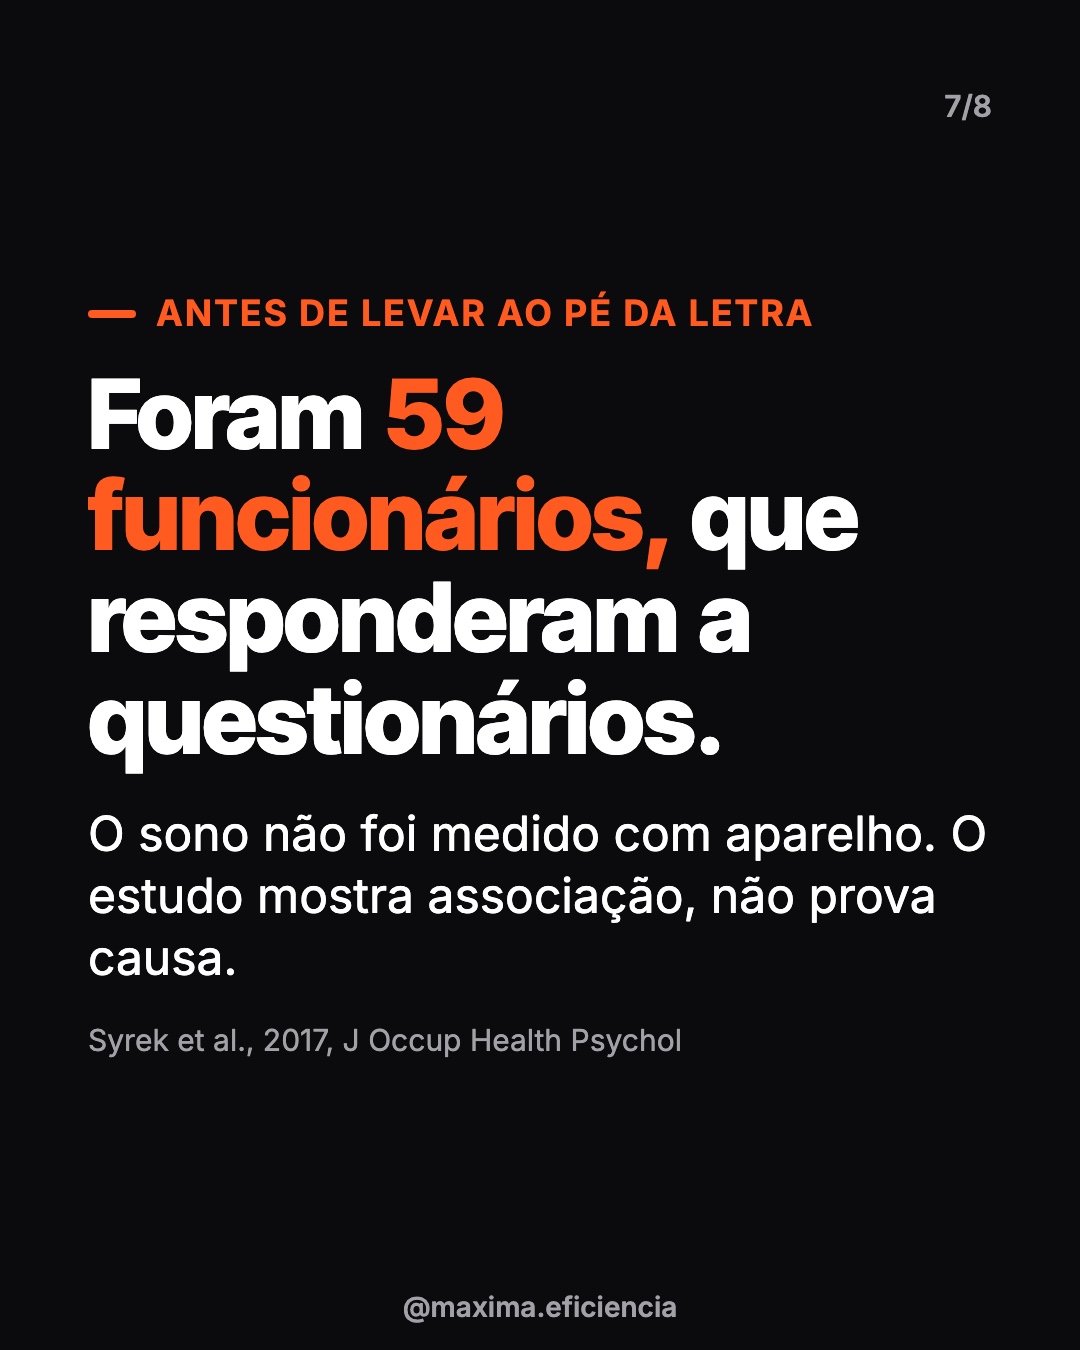 7/8
ANTES DE LEVAR AO PÉ DA LETRA
Foram 59
funcionários, que
responderam a
questionários.
O sono não foi medido com aparelho. O
estudo mostra associação, não prova
causa.
Syrek et al., 2017, J Occup Health Psychol
@maxima.eficiencia